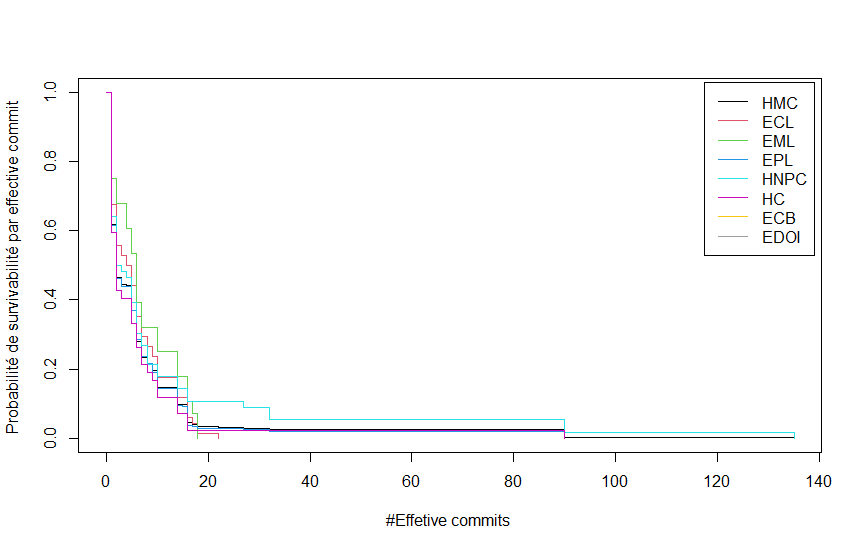 Probabilité de survivabilité par effective commit
1.0
0.8
0.6
0.4
0.2
0.0
HMC
ECL
EML
EPL
HNPC
HC
ECB
EDOI
0 20 40 60 80 100 120 140
#Effetive commits